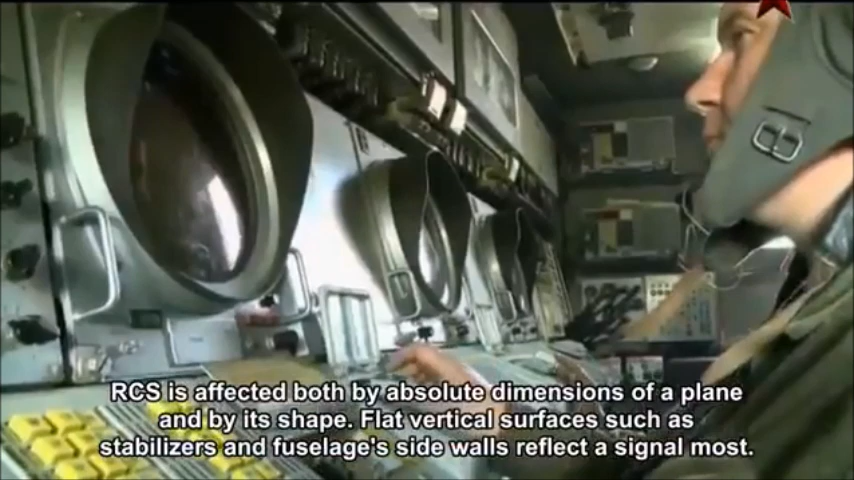 RCS is affected both by absolute dimensions of a plane
and by its shape. Flat vertical surfaces such as
stabilizers and fuselage's side walls reflect a signal most.